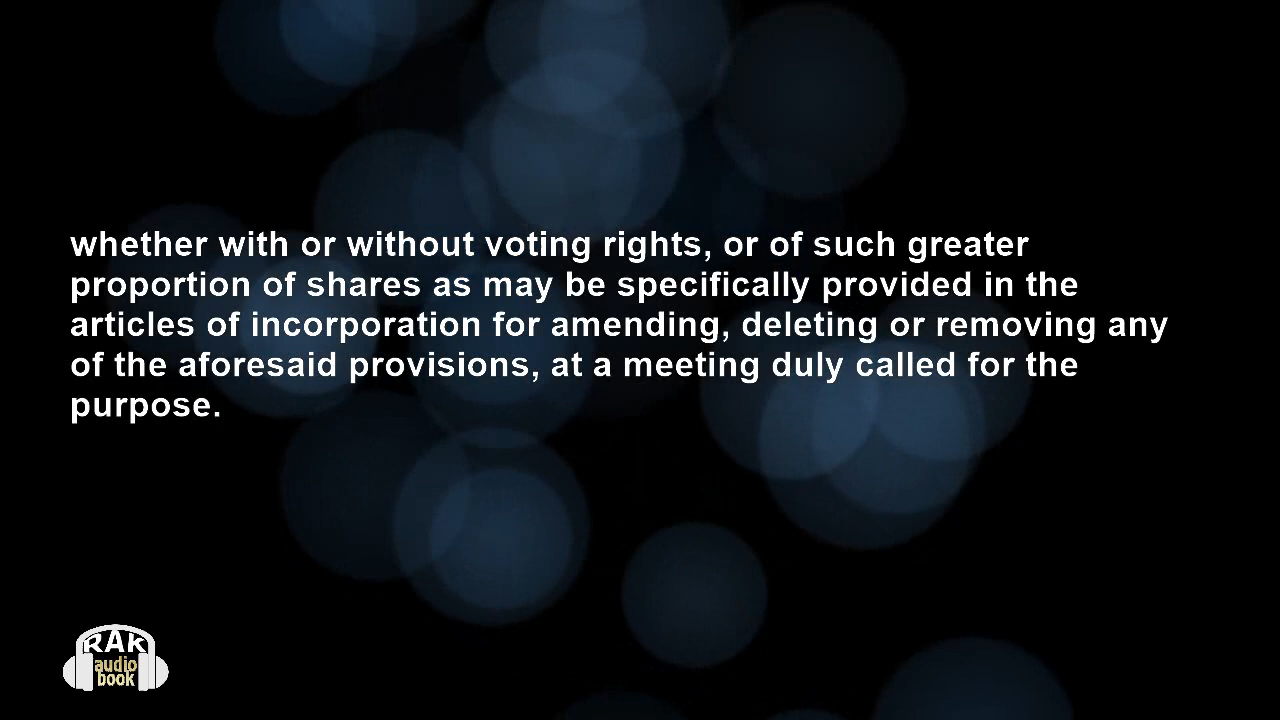 whether with or without voting rights, or of such greater
proportion of shares as may be specifically provided in the
articles of incorporation for amending, deleting or removing any
of the aforesaid provisions, at a meeting duly called for the
purpose.
RAK
audio
book